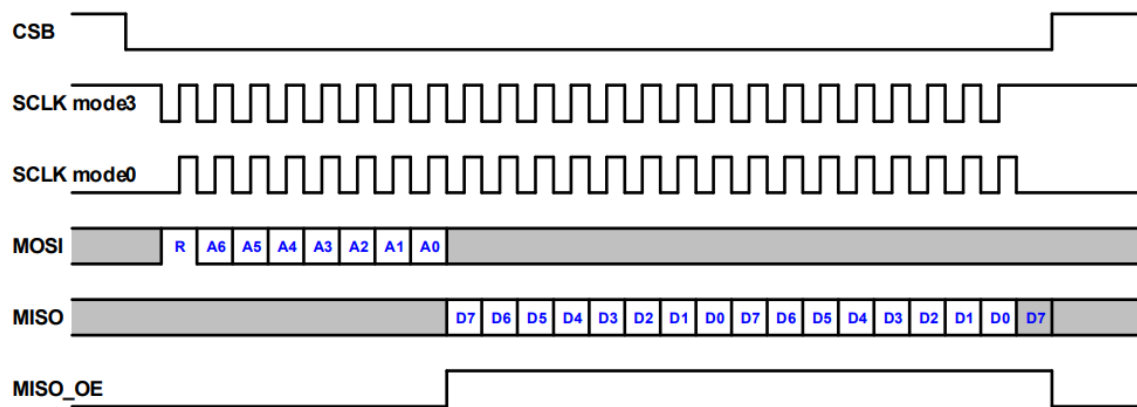 CSB
SCLK mode3
SCLK mode0
MOSI R A6 A5 A4 A3 A2 A1 A0
MISO D7 D6 D5 D4 D3 D2 D1 D0 D7 D6 D5 D4 D3 D2 D1 D0 D7
MISO_OE